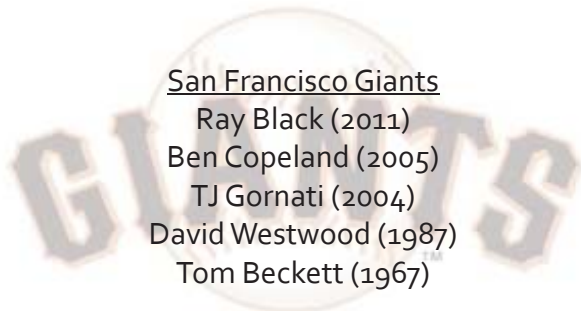 San Francisco Giants
Ray Black (2011)
Ben Copeland (2005)
TJ Gornati (2004)
David Westwood (1987)
Tom Beckett (1967)
GIANTS
TM